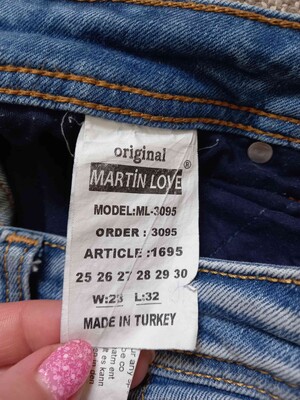 original
MARTİN LOVE ®
MODEL:ML-3095
ORDER : 3095
ARTICLE :1695
25 26 27 28 29 30
L:32
MADE IN TURKEY